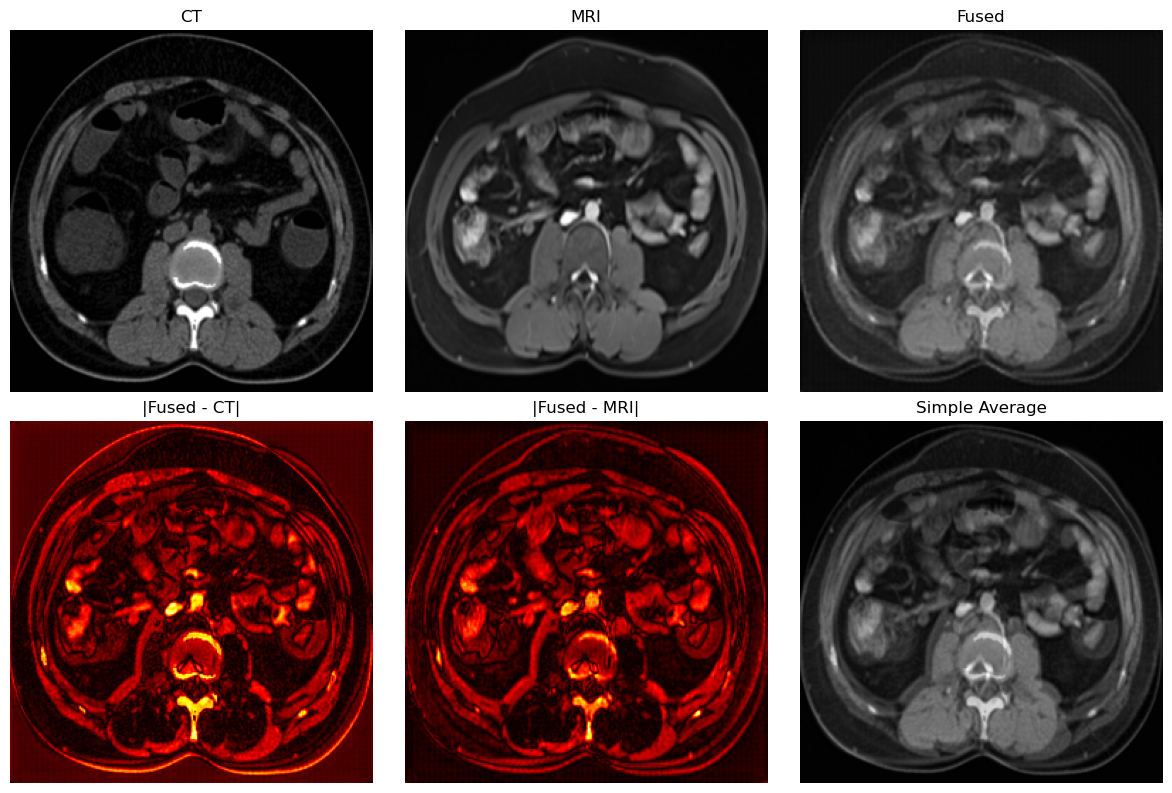 CT
MRI
Fused
|Fused - CT|
|Fused - MRI|
Simple Average